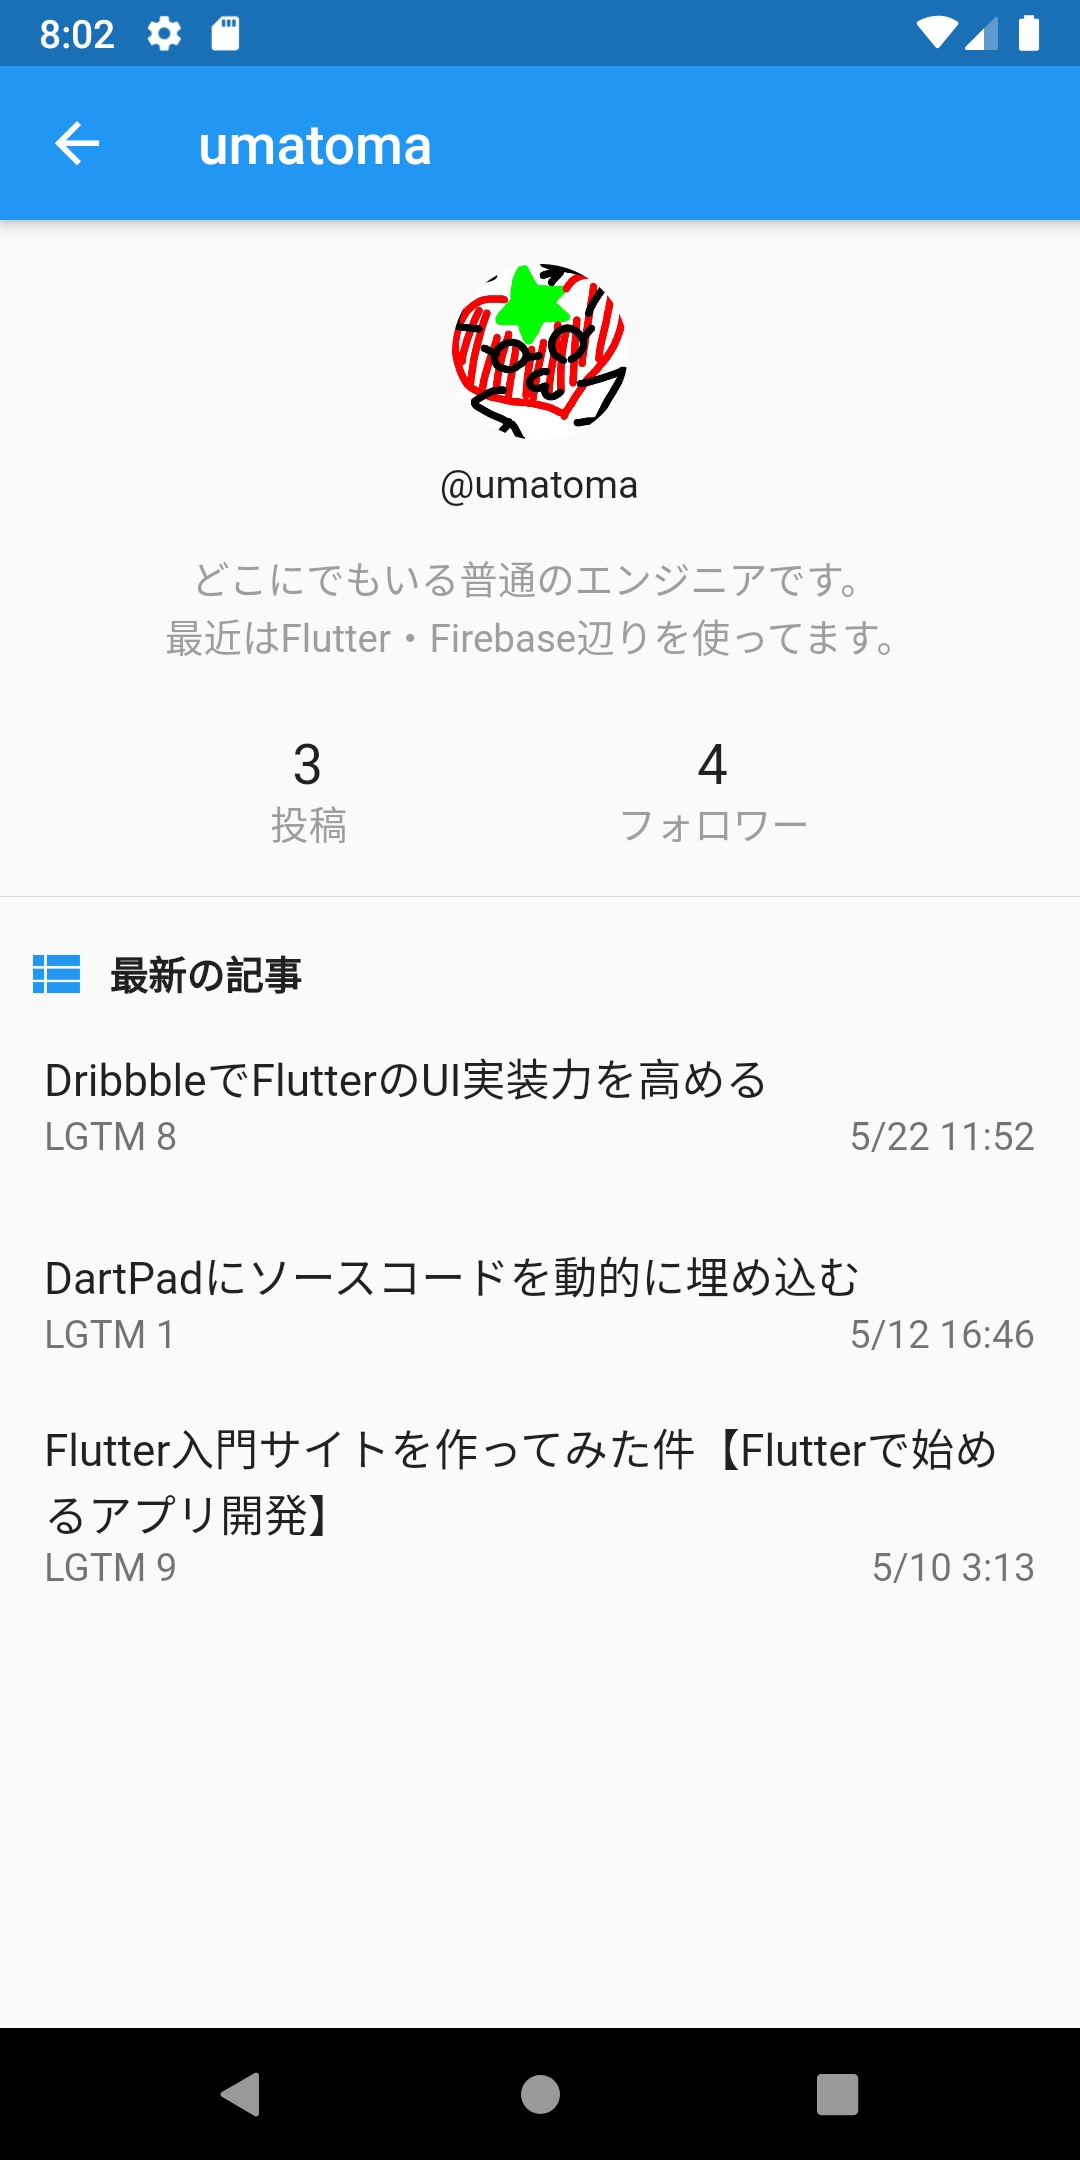 8:02
umatoma
@umatoma
どこにでもいる普通のエンジニアです。
最近はFlutter・Firebase辺りを使ってます。
3
投稿
4
フォロワー
最新の記事
DribbbleでFlutterのUI実装力を高める
LGTM 8
5/22 11:52
DartPadにソースコードを動的に埋め込む
LGTM 1
5/12 16:46
Flutter入門サイトを作ってみた件【Flutterで始め
るアプリ開発】
LGTM 9
5/10 3:13